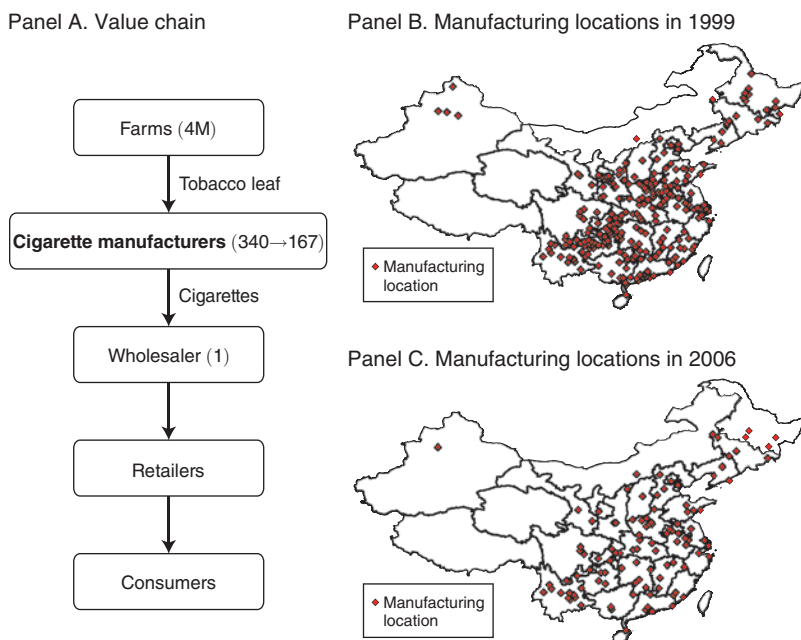 Panel A. Value chain
Farms (4M)
Tobacco leaf
Cigarette manufacturers (340→167)
Cigarettes
Wholesaler (1)
Retailers
Consumers
Panel B. Manufacturing locations in 1999
Manufacturing
location
Panel C. Manufacturing locations in 2006
Manufacturing
location